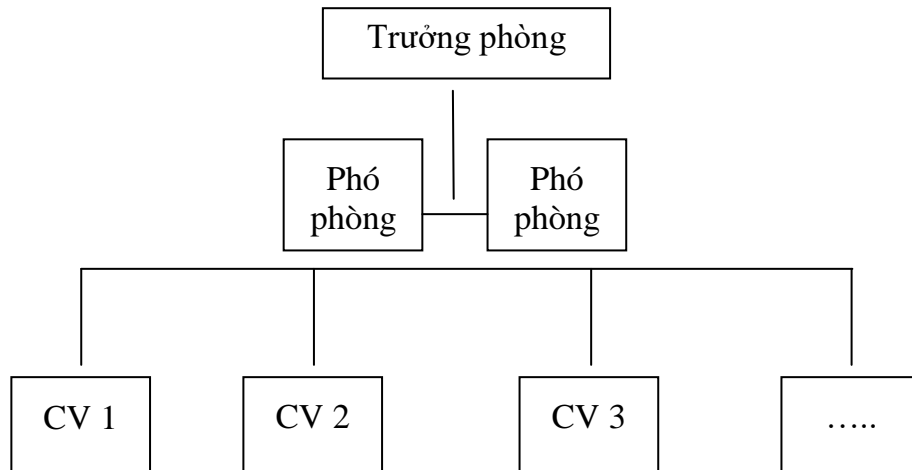 Trưởng phòng
Phó
phòng
Phó
phòng
CV 1
CV 2
CV 3
…..